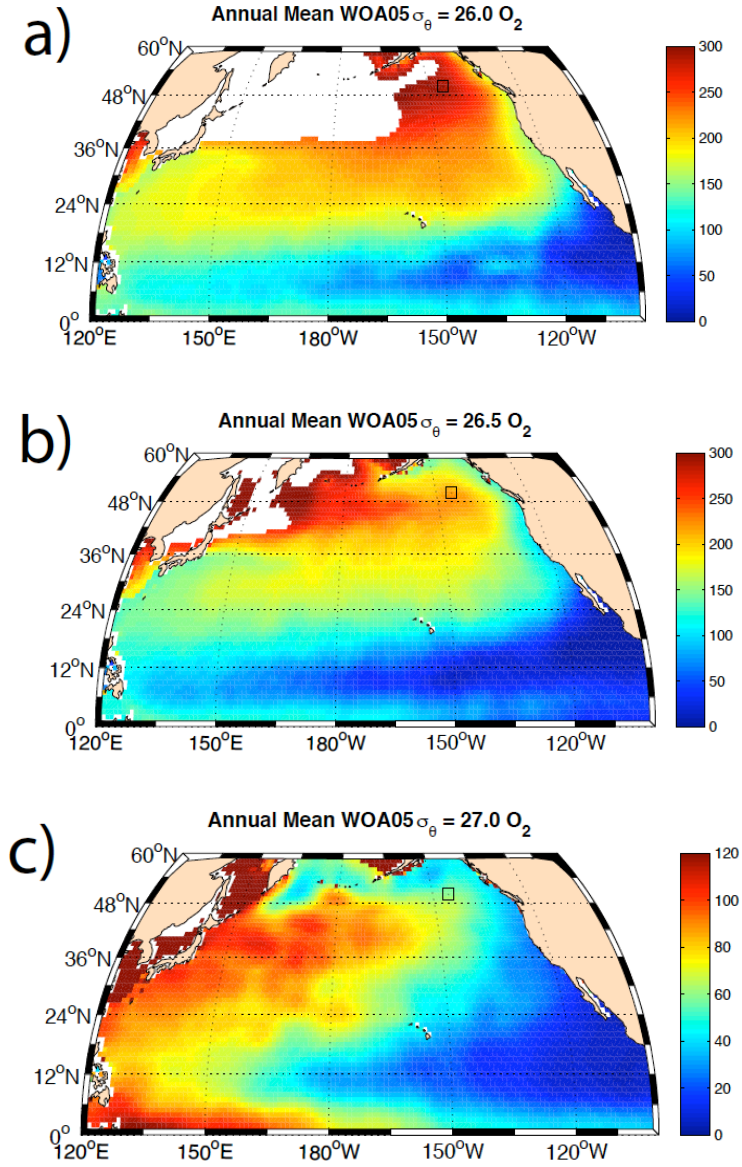 a)
Annual Mean WOA05 σθ = 26.0 O2
60°N
48°N
36°N
24°N
12°N
0°
120°E 150°E 180°W 150°W 120°W
300
250
200
150
100
50
0
b)
Annual Mean WOA05 σθ = 26.5 O2
60°N
48°N
36°N
24°N
12°N
0°
120°E 150°E 180°W 150°W 120°W
300
250
200
150
100
50
0
c)
Annual Mean WOA05 σθ = 27.0 O2
60°N
48°N
36°N
24°N
12°N
0°
120°E 150°E 180°W 150°W 120°W
120
100
80
60
40
20
0